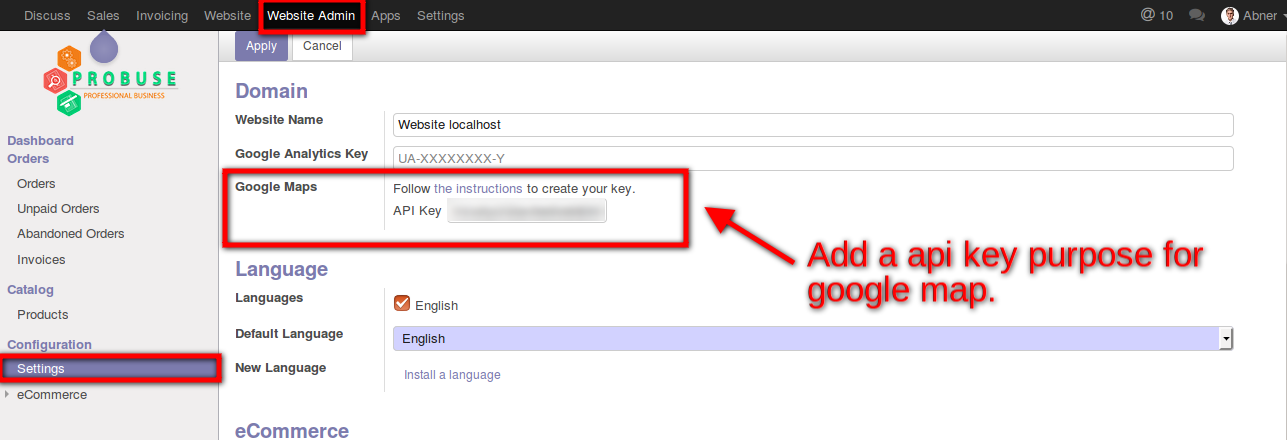 Discuss Sales Invoicing Website Website Admin Apps Settings @ 10 Abner
Apply Cancel
PROBUSE
PROFESSIONAL BUSINESS
Dashboard
Orders
Orders
Unpaid Orders
Abandoned Orders
Invoices
Catalog
Products
Configuration
Settings
eCommerce
Domain
Website Name Website localhost
Google Analytics Key UA-XXXXXXXX-Y
Google Maps Follow the instructions to create your key.
API Key
Add a api key purpose for
google map.
Language
Languages English
Default Language English
New Language Install a language
eCommerce